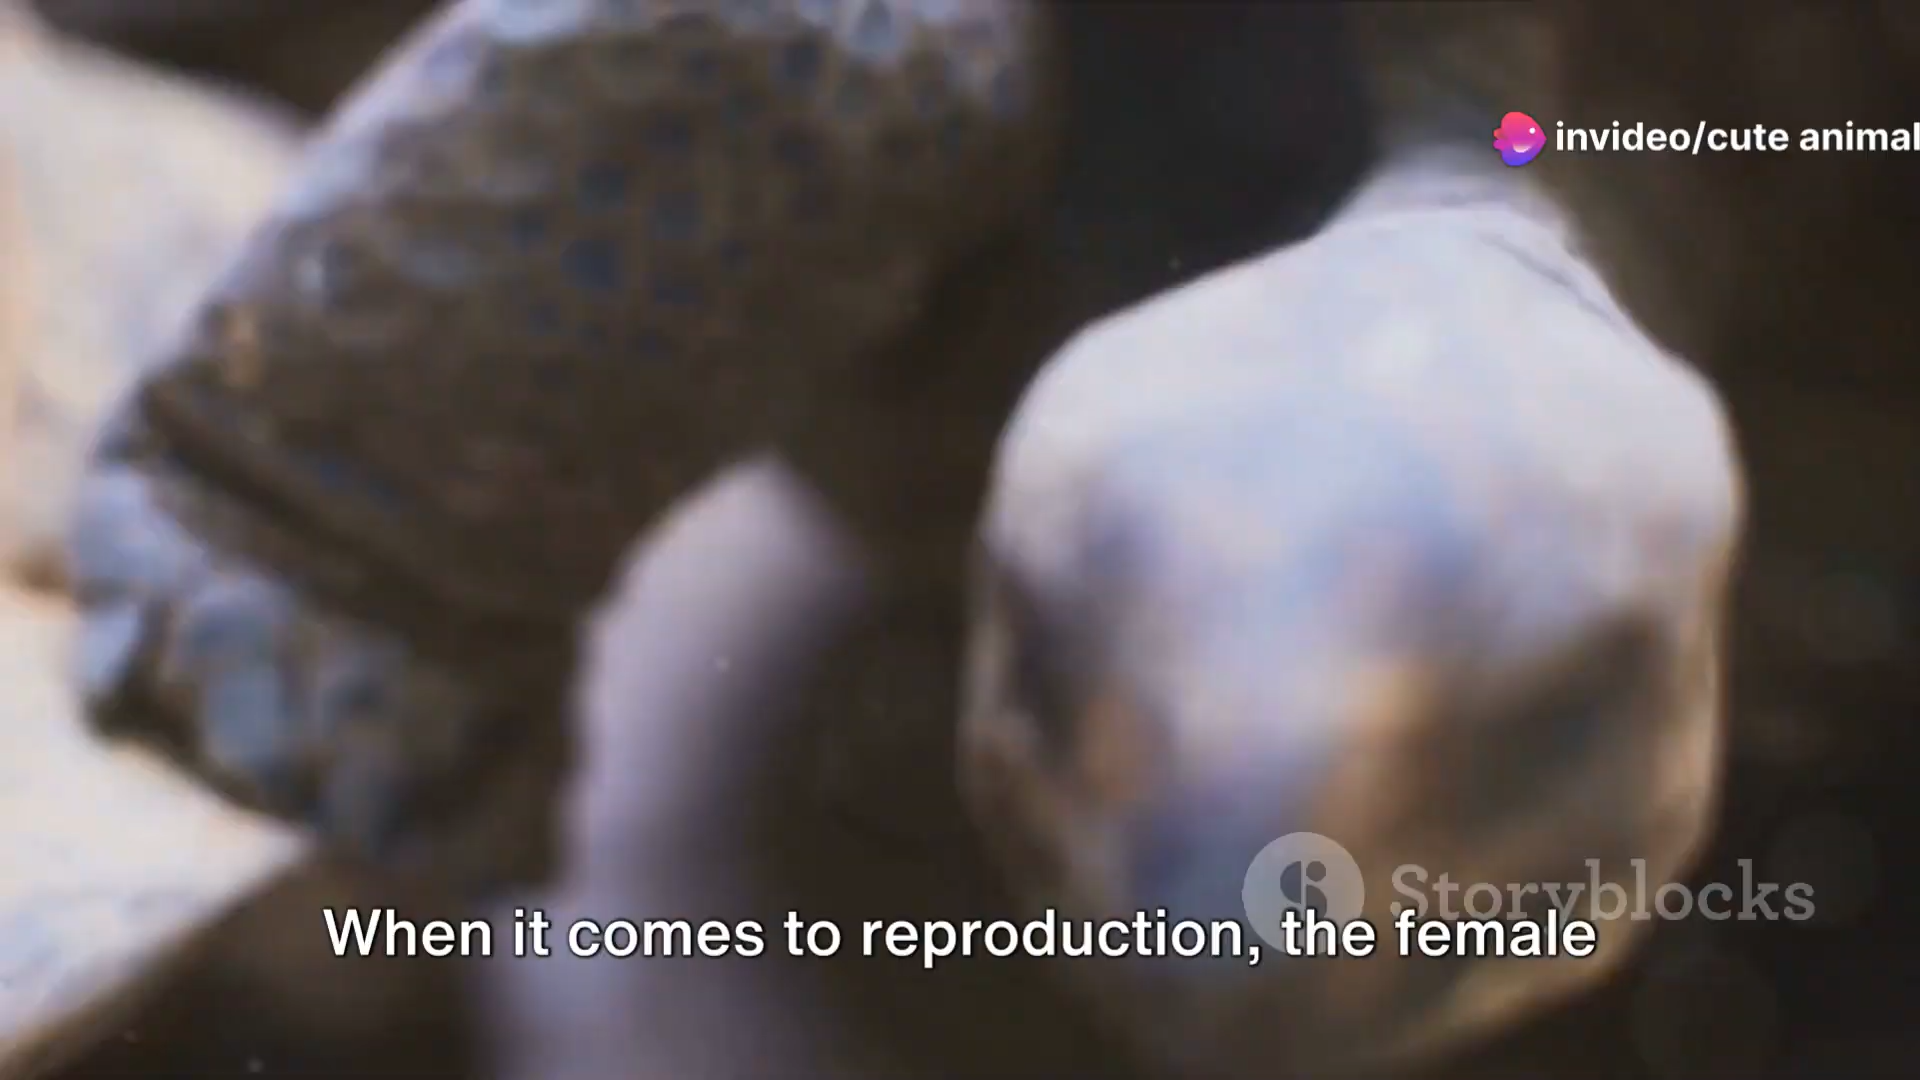 invideo/cute animal
Storyblocks
When it comes to reproduction, the female